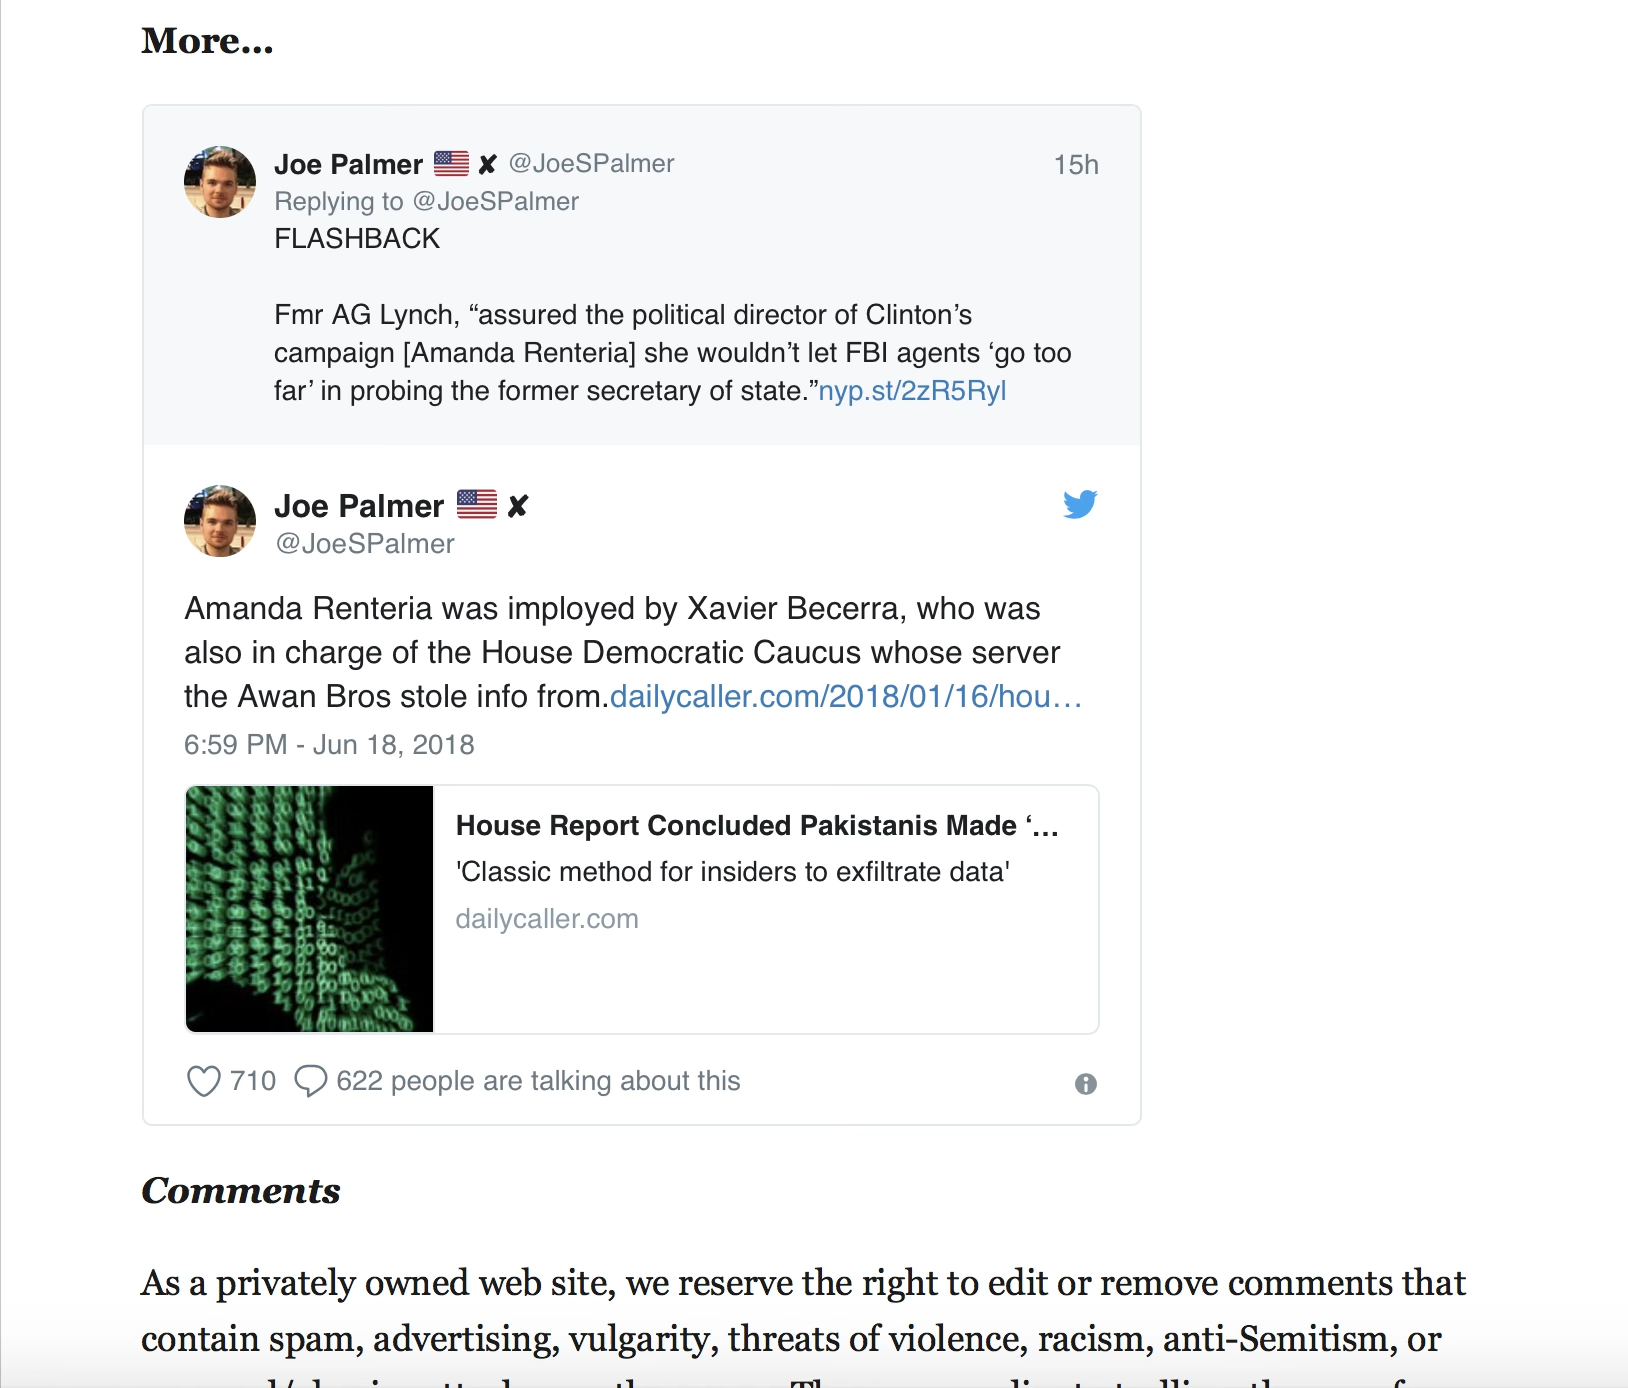 More...
Joe Palmer 🇺🇸 ✘ @JoeSPalmer 15h
Replying to @JoeSPalmer
FLASHBACK
Fmr AG Lynch, “assured the political director of Clinton’s
campaign [Amanda Renteria] she wouldn’t let FBI agents ‘go too
far’ in probing the former secretary of state.”nyp.st/2zR5Ryl
Joe Palmer 🇺🇸 ✘
@JoeSPalmer
Amanda Renteria was imployed by Xavier Becerra, who was
also in charge of the House Democratic Caucus whose server
the Awan Bros stole info from.dailycaller.com/2018/01/16/hou…
6:59 PM - Jun 18, 2018
House Report Concluded Pakistanis Made ‘…
'Classic method for insiders to exfiltrate data'
dailycaller.com
710 622 people are talking about this
Comments
As a privately owned web site, we reserve the right to edit or remove comments that
contain spam, advertising, vulgarity, threats of violence, racism, anti-Semitism, or